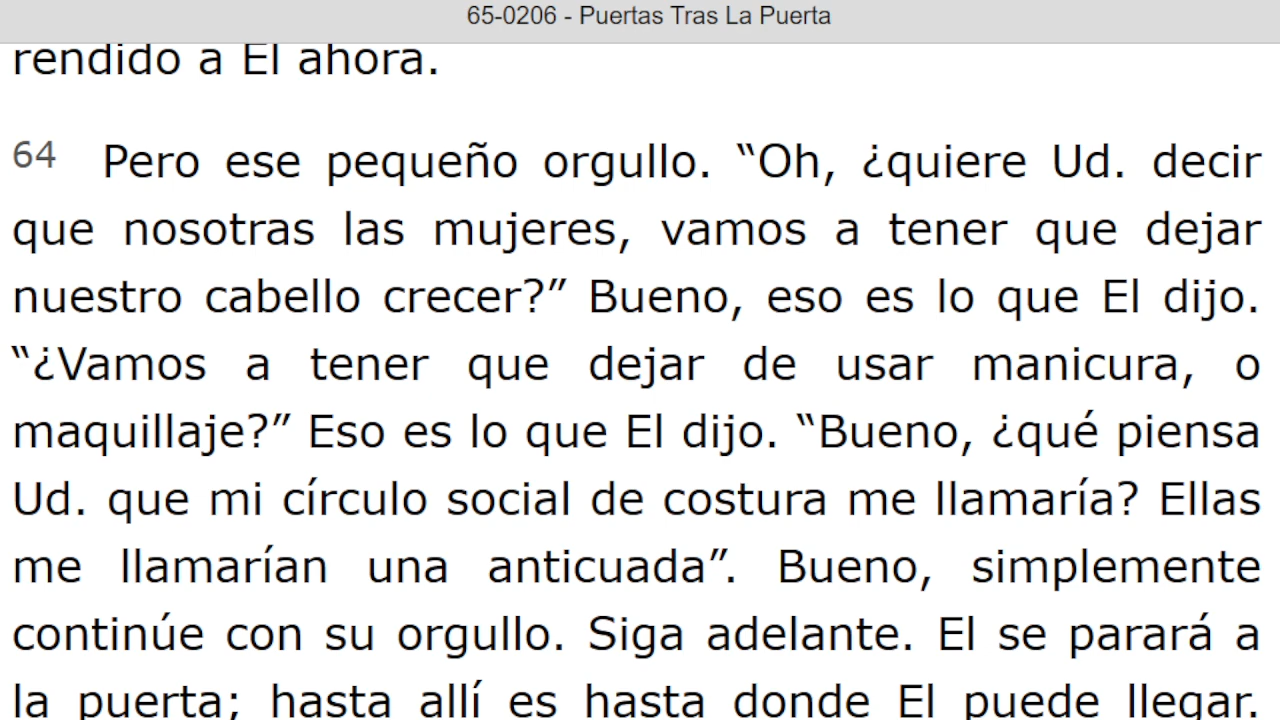 65-0206 - Puertas Tras La Puerta
rendido a El ahora.
64 Pero ese pequeño orgullo. “Oh, ¿quiere Ud. decir
que nosotras las mujeres, vamos a tener que dejar
nuestro cabello crecer?” Bueno, eso es lo que El dijo.
“¿Vamos a tener que dejar de usar manicura, o
maquillaje?” Eso es lo que El dijo. “Bueno, ¿qué piensa
Ud. que mi círculo social de costura me llamaría? Ellas
me llamarían una anticuada”. Bueno, simplemente
continúe con su orgullo. Siga adelante. El se parará a
la puerta; hasta allí es hasta donde El puede llegar.